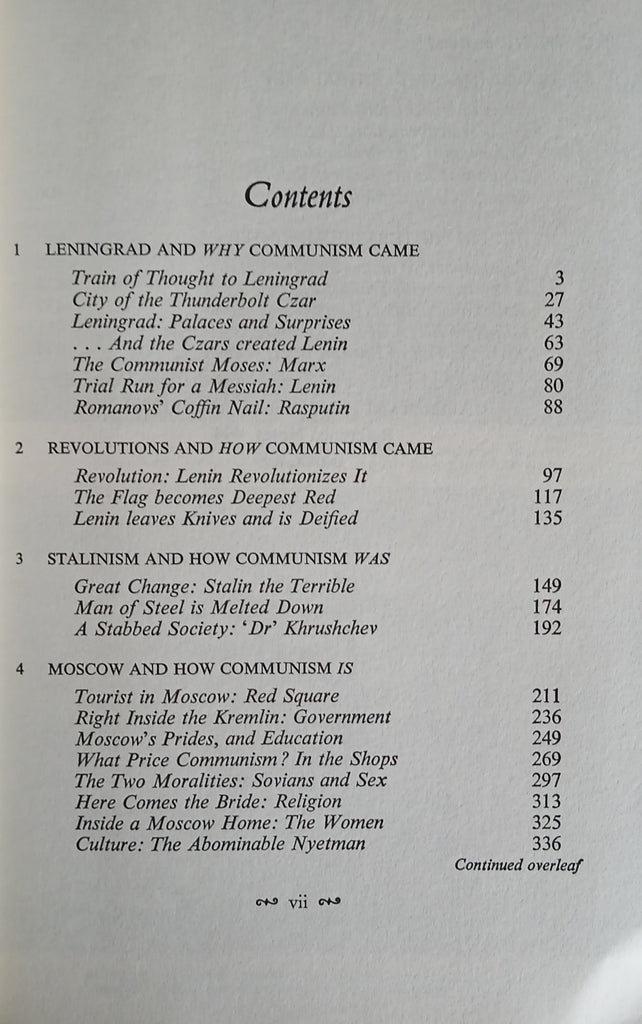 Contents
1 LENINGRAD AND WHY COMMUNISM CAME
Train of Thought to Leningrad 3
City of the Thunderbolt Czar 27
Leningrad: Palaces and Surprises 43
. . . And the Czars created Lenin 63
The Communist Moses: Marx 69
Trial Run for a Messiah: Lenin 80
Romanovs' Coffin Nail: Rasputin 88
2 REVOLUTIONS AND HOW COMMUNISM CAME
Revolution: Lenin Revolutionizes It 97
The Flag becomes Deepest Red 117
Lenin leaves Knives and is Deified 135
3 STALINISM AND HOW COMMUNISM WAS
Great Change: Stalin the Terrible 149
Man of Steel is Melted Down 174
A Stabbed Society: ‘Dr’ Khrushchev 192
4 MOSCOW AND HOW COMMUNISM IS
Tourist in Moscow: Red Square 211
Right Inside the Kremlin: Government 236
Moscow's Prides, and Education 249
What Price Communism? In the Shops 269
The Two Moralities: Sovians and Sex 297
Here Comes the Bride: Religion 313
Inside a Moscow Home: The Women 325
Culture: The Abominable Nyetman 336
Continued overleaf
vii